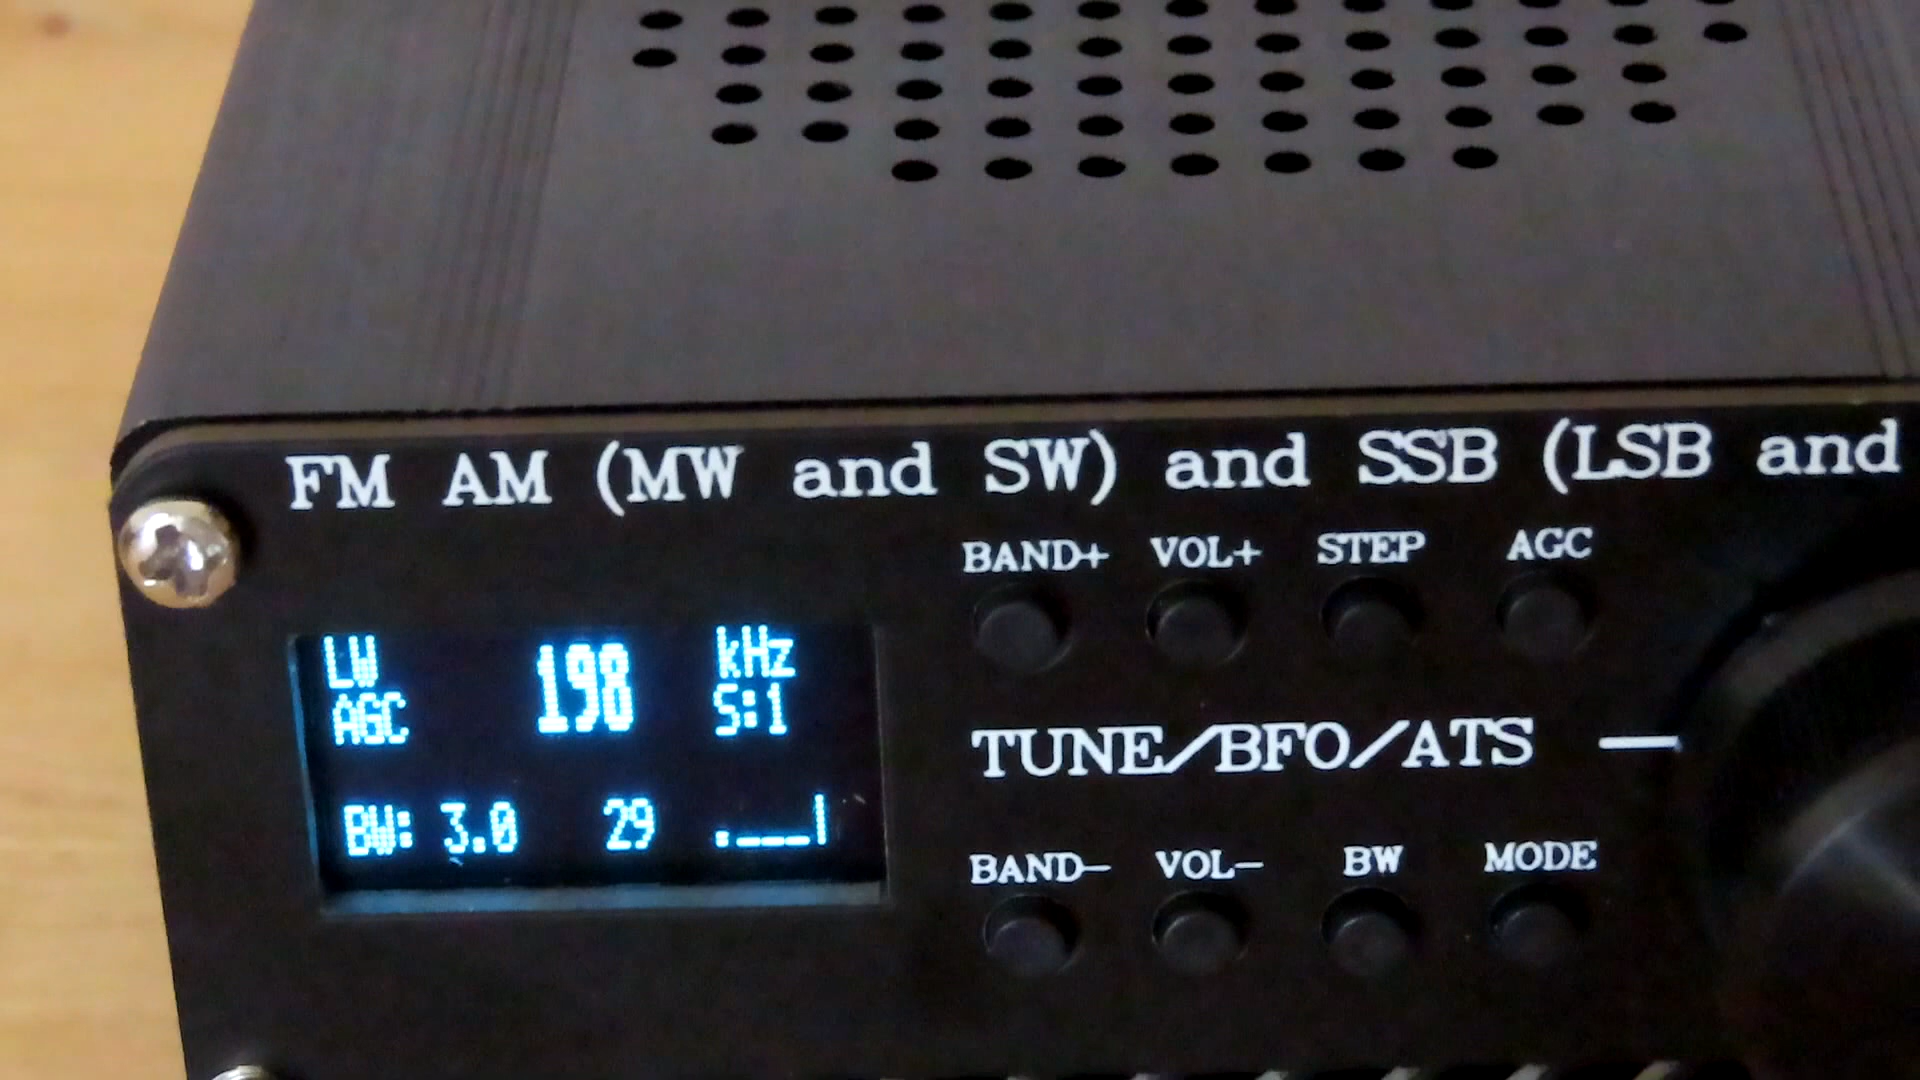 FM AM (MW and SW) and SSB (LSB and
BAND+ VOL+ STEP AGC
LW 198 kHz
AGC S:1
TUNE/BFO/ATS
BW: 3.0 29
BAND- VOL- BW MODE